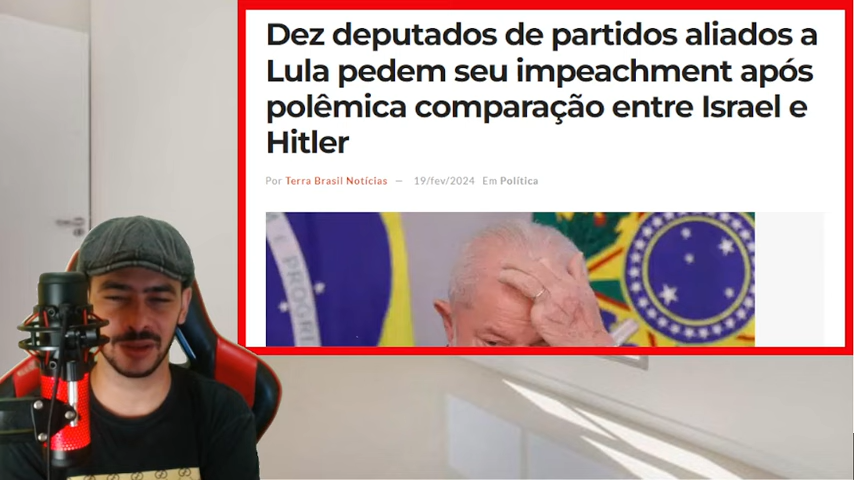 Dez deputados de partidos aliados a
Lula pedem seu impeachment após
polêmica comparação entre Israel e
Hitler
Por Terra Brasil Notícias — 19/fev/2024 Em Política
E PROGRE